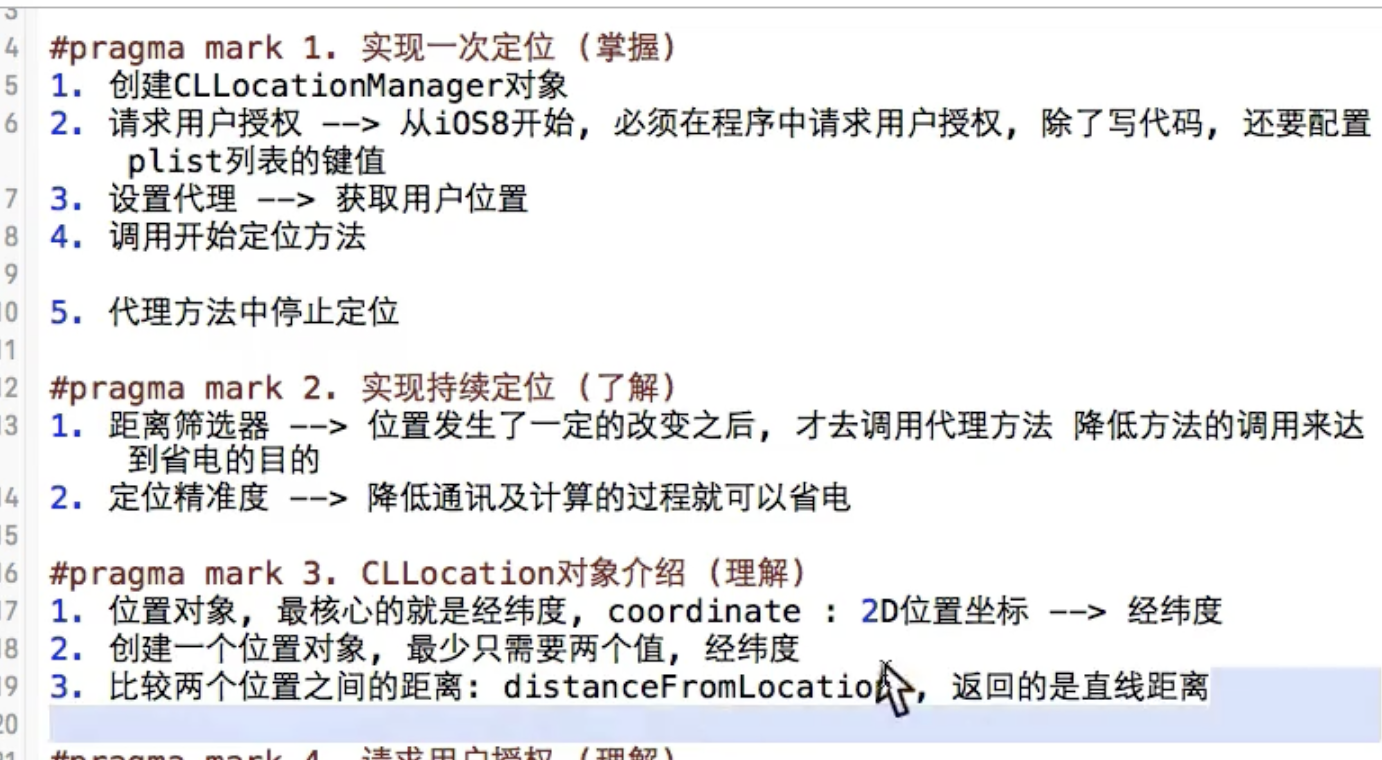 3
4 #pragma mark 1. 实现一次定位 (掌握)
5 1. 创建CLLocationManager对象
6 2. 请求用户授权 --> 从iOS8开始, 必须在程序中请求用户授权, 除了写代码, 还要配置
plist列表的键值
7 3. 设置代理 --> 获取用户位置
8 4. 调用开始定位方法
9
10 5. 代理方法中停止定位
11
12 #pragma mark 2. 实现持续定位 (了解)
13 1. 距离筛选器 --> 位置发生了一定的改变之后, 才去调用代理方法 降低方法的调用来达
到省电的目的
14 2. 定位精准度 --> 降低通讯及计算的过程就可以省电
15
16 #pragma mark 3. CLLocation对象介绍 (理解)
17 1. 位置对象, 最核心的就是经纬度, coordinate : 2D位置坐标 --> 经纬度
18 2. 创建一个位置对象, 最少只需要两个值, 经纬度
19 3. 比较两个位置之间的距离: distanceFromLocation, 返回的是直线距离
20
21 #pragma mark 4. 请求用户授权 (理解)